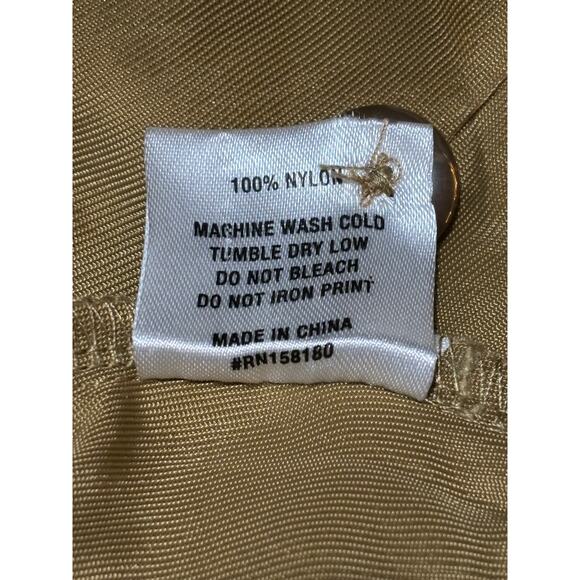 100% NYLON
MACHINE WASH COLD
TUMBLE DRY LOW
DO NOT BLEACH
DO NOT IRON PRINT
MADE IN CHINA
#RN158180